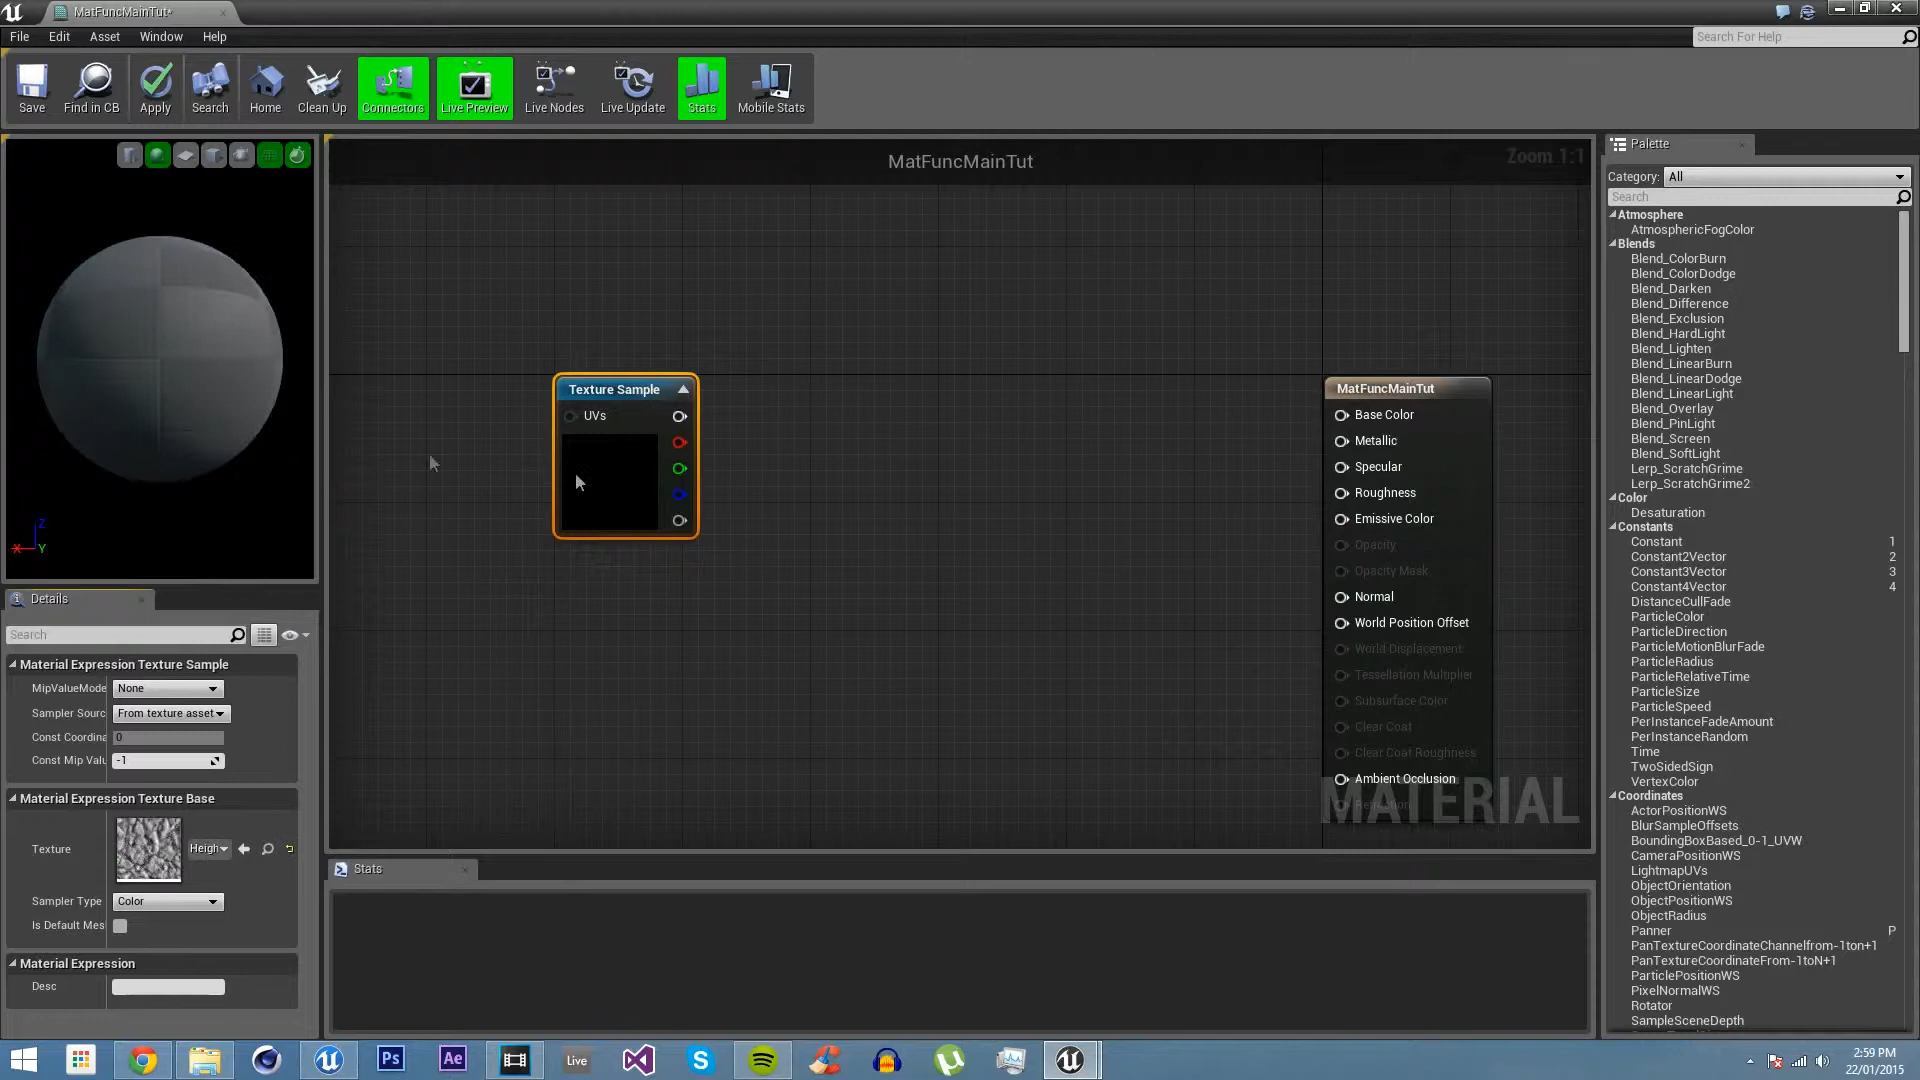 MatFuncMainTut*
File Edit Asset Window Help
Search For Help
Save Find in CB Apply Search Home Clean Up Connectors Live Preview Live Nodes Live Update Stats Mobile Stats
MatFuncMainTut
Zoom 1:1
Texture Sample
UVs
MatFuncMainTut
Base Color
Metallic
Specular
Roughness
Emissive Color
Opacity
Opacity Mask
Normal
World Position Offset
World Displacement
Tessellation Multiplier
Subsurface Color
Clear Coat
Clear Coat Roughness
Ambient Occlusion
Refraction
MATERIAL
Z
X Y
Details
Search
Material Expression Texture Sample
MipValueMode None
Sampler Sourc From texture asset
Const Coordina 0
Const Mip Valu -1
Material Expression Texture Base
Texture Heigh
Sampler Type Color
Is Default Mes
Material Expression
Desc
Stats
Palette
Category: All
Search
Atmosphere
AtmosphericFogColor
Blends
Blend_ColorBurn
Blend_ColorDodge
Blend_Darken
Blend_Difference
Blend_Exclusion
Blend_HardLight
Blend_Lighten
Blend_LinearBurn
Blend_LinearDodge
Blend_LinearLight
Blend_Overlay
Blend_PinLight
Blend_Screen
Blend_SoftLight
Lerp_ScratchGrime
Lerp_ScratchGrime2
Color
Desaturation
Constants
Constant 1
Constant2Vector 2
Constant3Vector 3
Constant4Vector 4
DistanceCullFade
ParticleColor
ParticleDirection
ParticleMotionBlurFade
ParticleRadius
ParticleRelativeTime
ParticleSize
ParticleSpeed
PerInstanceFadeAmount
PerInstanceRandom
Time
TwoSidedSign
VertexColor
Coordinates
ActorPositionWS
BlurSampleOffsets
BoundingBoxBased_0-1_UVW
CameraPositionWS
LightmapUVs
ObjectOrientation
ObjectPositionWS
ObjectRadius
Panner P
PanTextureCoordinateChannelfrom-1ton+1
PanTextureCoordinateFrom-1toN+1
ParticlePositionWS
PixelNormalWS
Rotator
SampleSceneDepth
Ps
Ae
Live
2:59 PM
22/01/2015